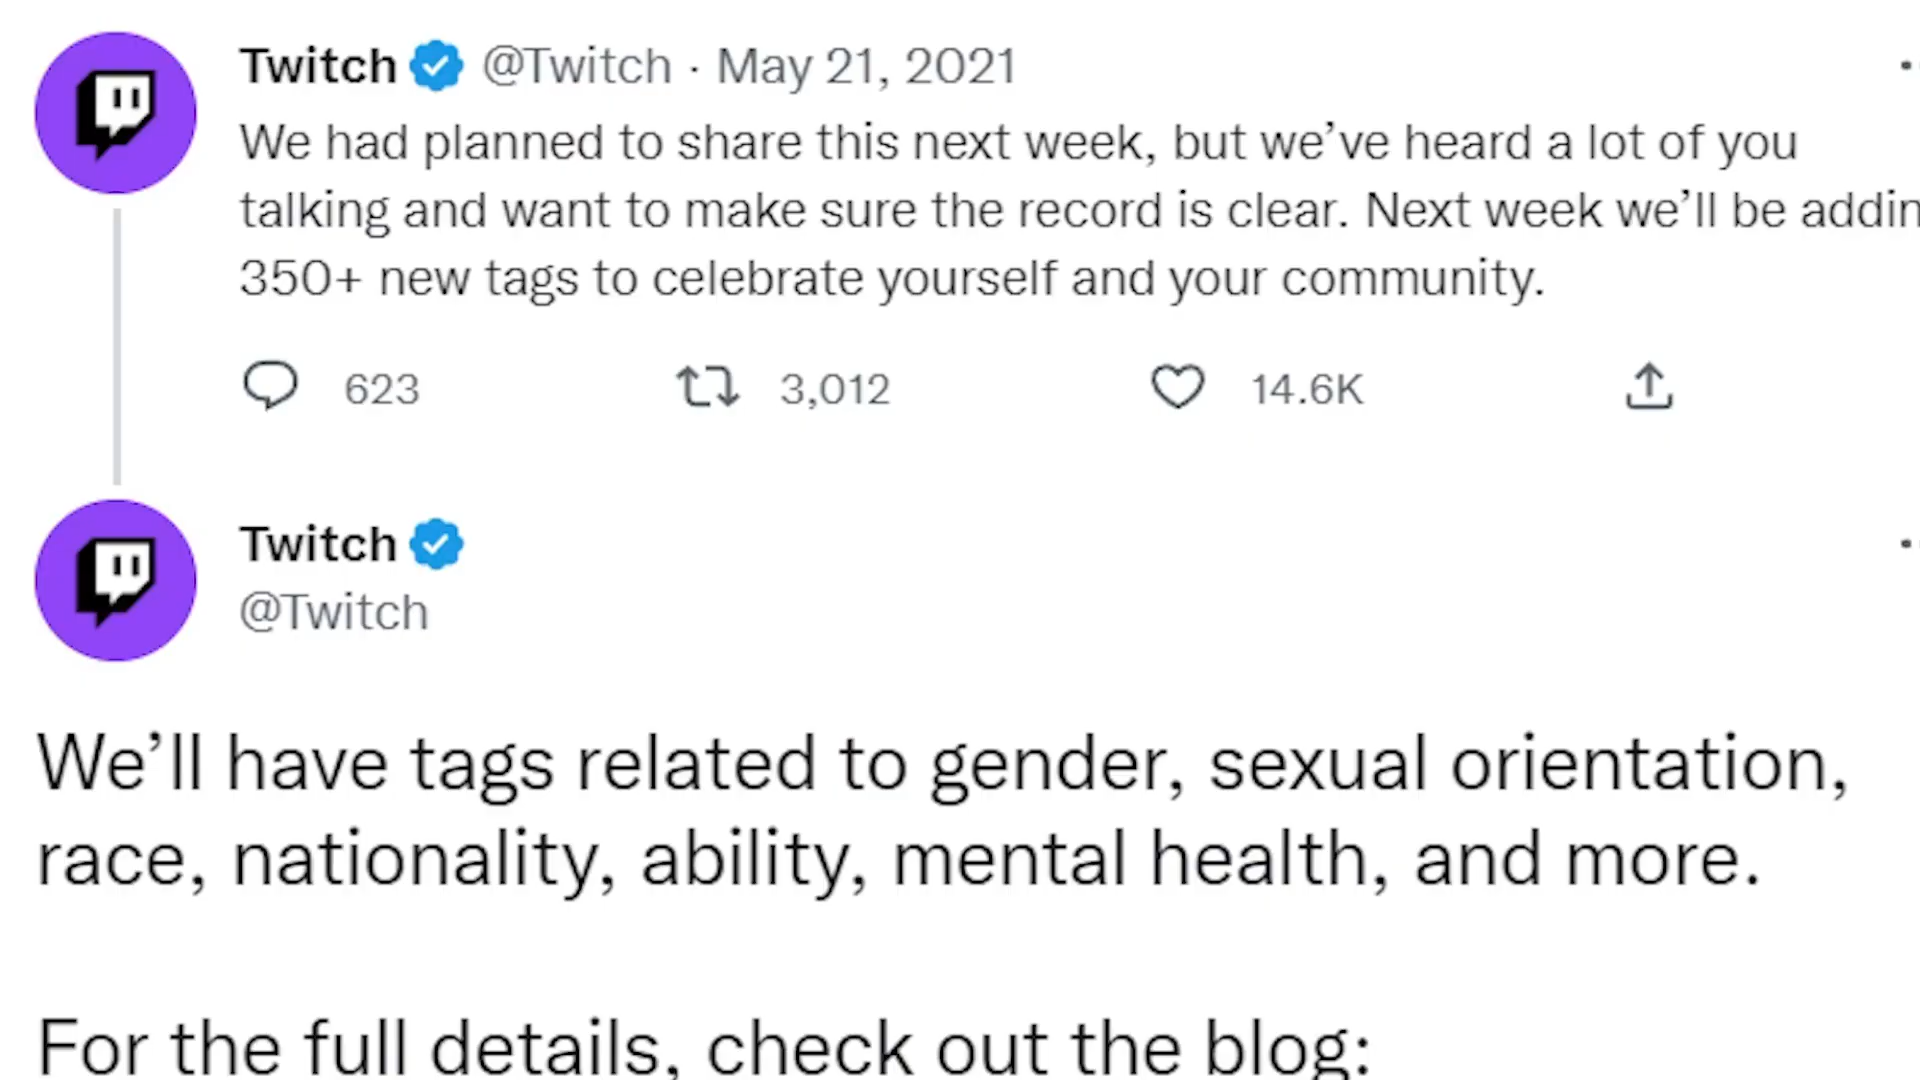 Twitch @Twitch · May 21, 2021
We had planned to share this next week, but we’ve heard a lot of you
talking and want to make sure the record is clear. Next week we’ll be addin
350+ new tags to celebrate yourself and your community.
623 3,012 14.6K
Twitch
@Twitch
We’ll have tags related to gender, sexual orientation,
race, nationality, ability, mental health, and more.
For the full details, check out the blog: